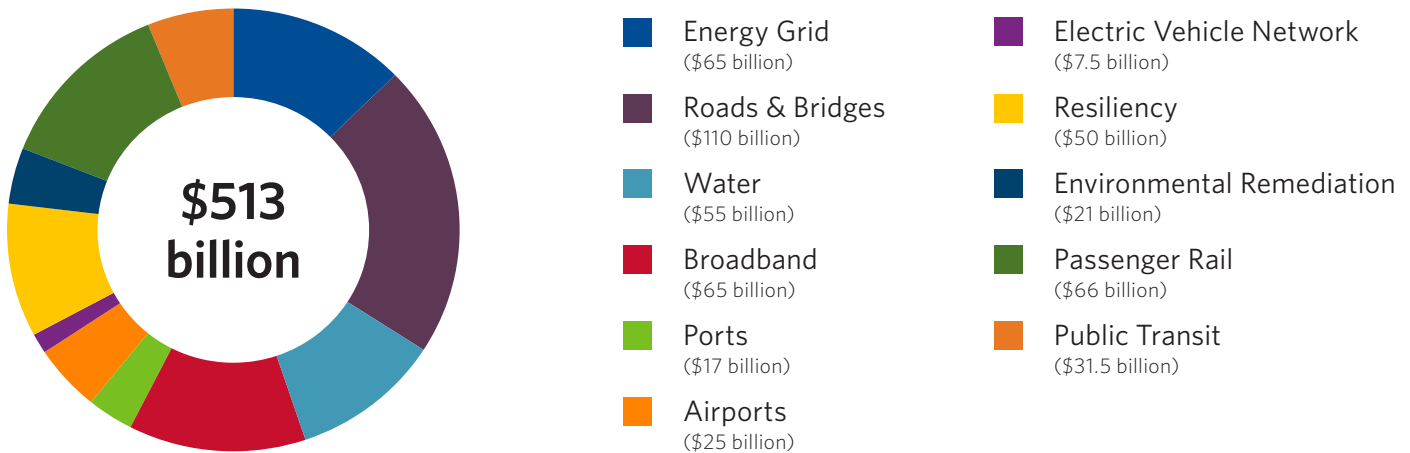 $513
billion
Energy Grid
($65 billion)
Roads & Bridges
($110 billion)
Water
($55 billion)
Broadband
($65 billion)
Ports
($17 billion)
Airports
($25 billion)
Electric Vehicle Network
($7.5 billion)
Resiliency
($50 billion)
Environmental Remediation
($21 billion)
Passenger Rail
($66 billion)
Public Transit
($31.5 billion)